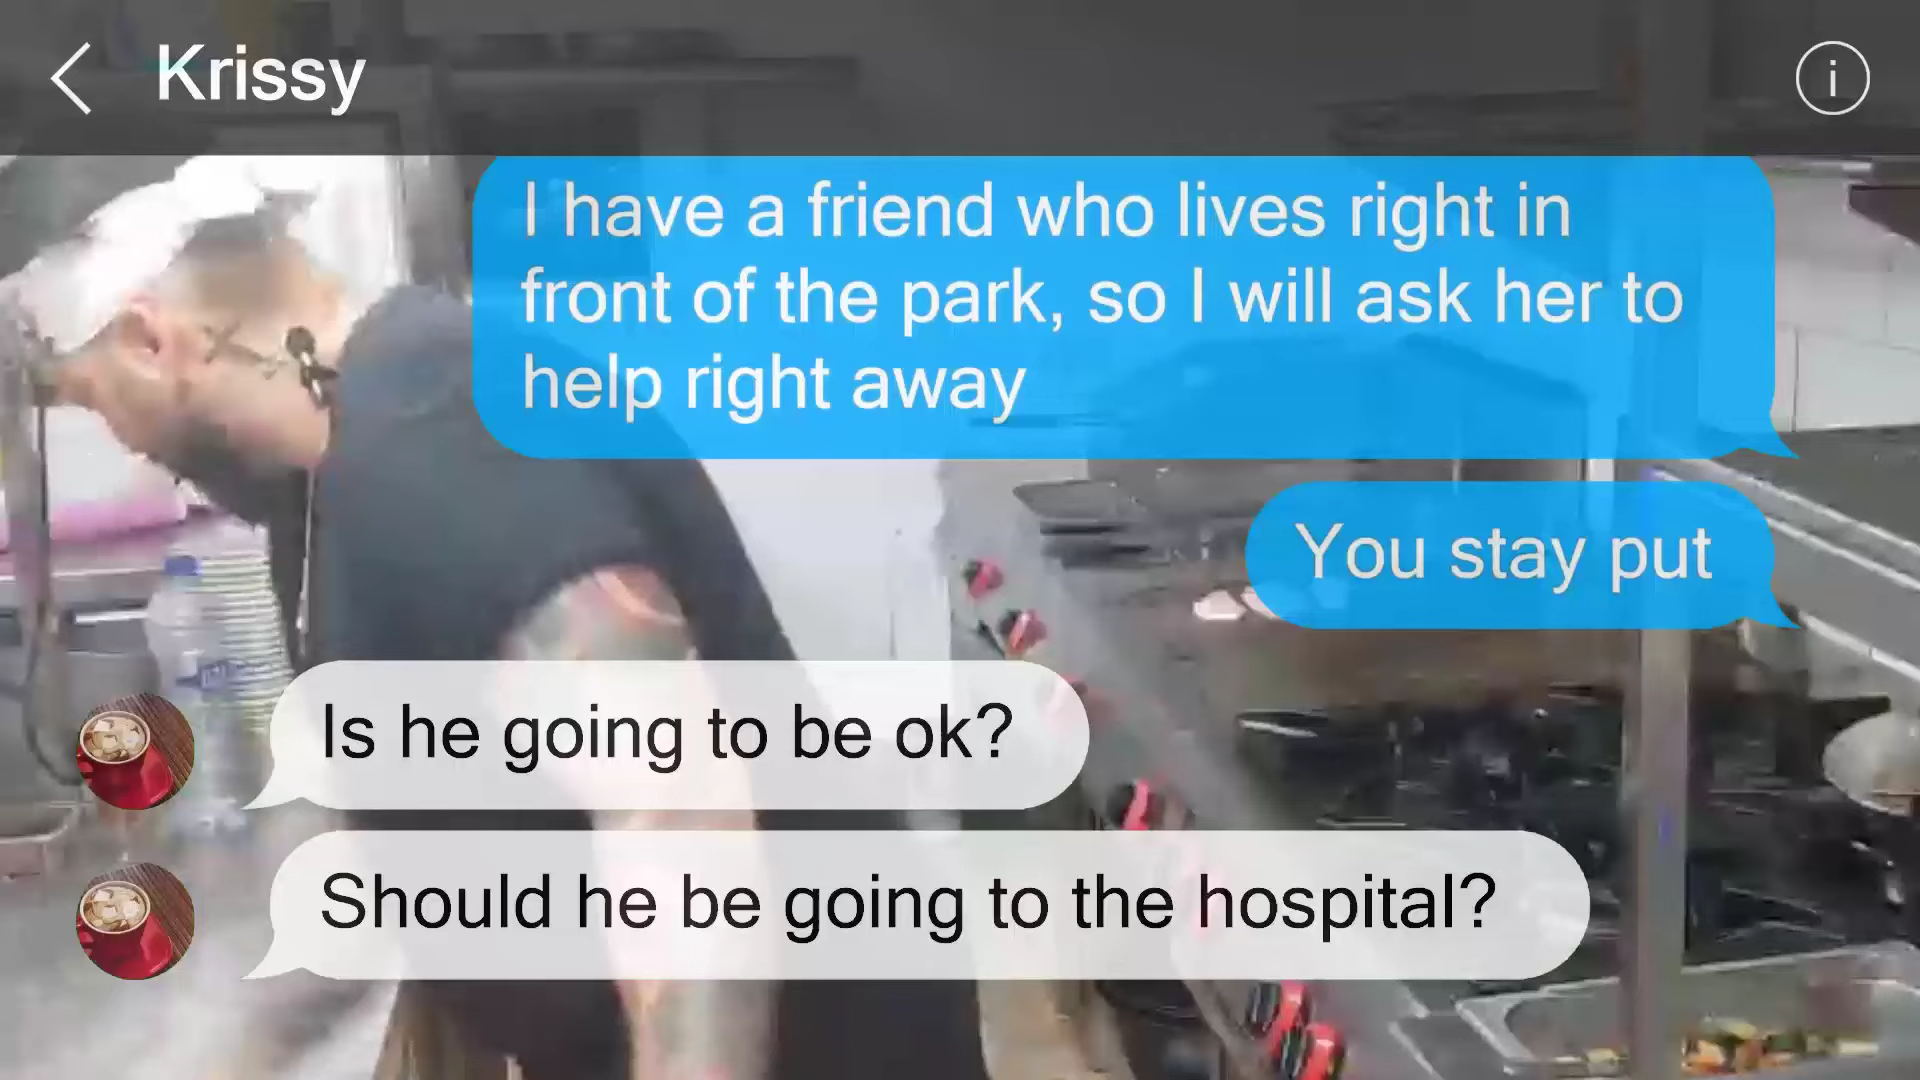 Krissy
I have a friend who lives right in
front of the park, so I will ask her to
help right away
You stay put
Is he going to be ok?
Should he be going to the hospital?